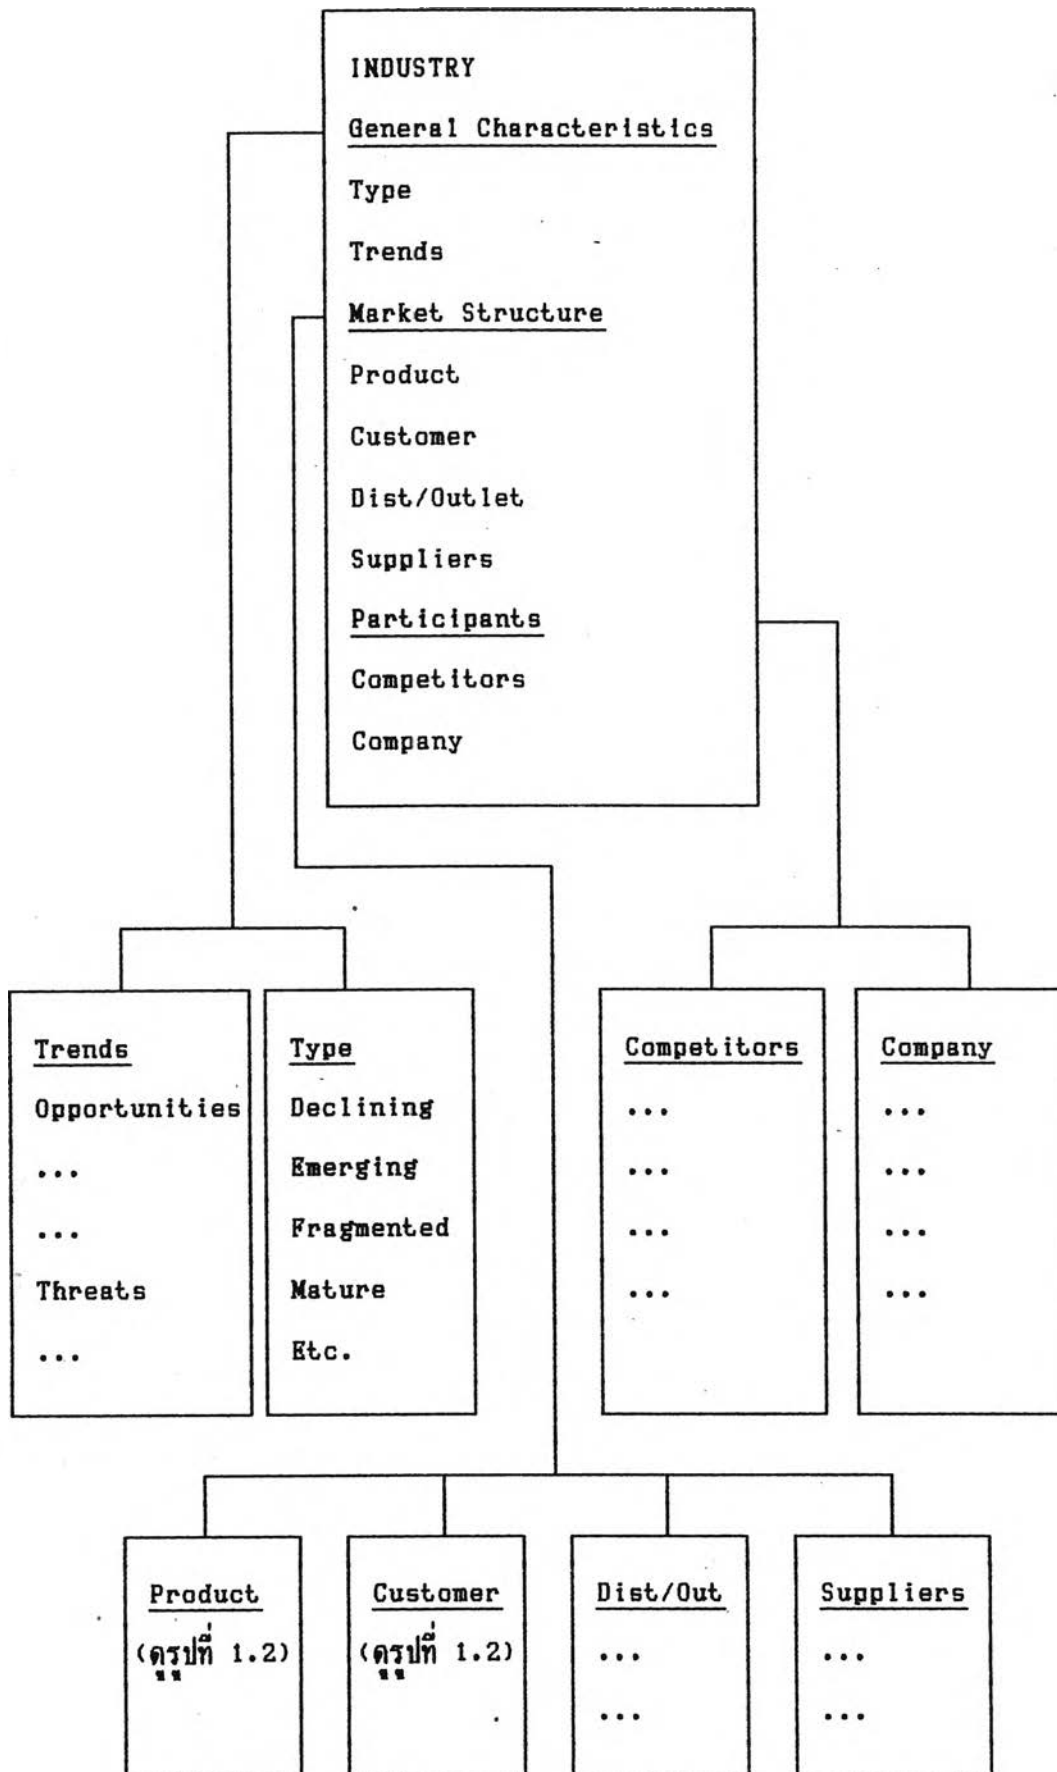 INDUSTRY
General Characteristics
Type
Trends
Market Structure
Product
Customer
Dist/Outlet
Suppliers
Participants
Competitors
Company
Trends
Opportunities
...
...
Threats
...
Type
Declining
Emerging
Fragmented
Mature
Etc.
Competitors
...
...
...
...
Company
...
...
...
...
Product
(ดูรูปที่ 1.2)
Customer
(ดูรูปที่ 1.2)
Dist/Out
...
...
Suppliers
...
...